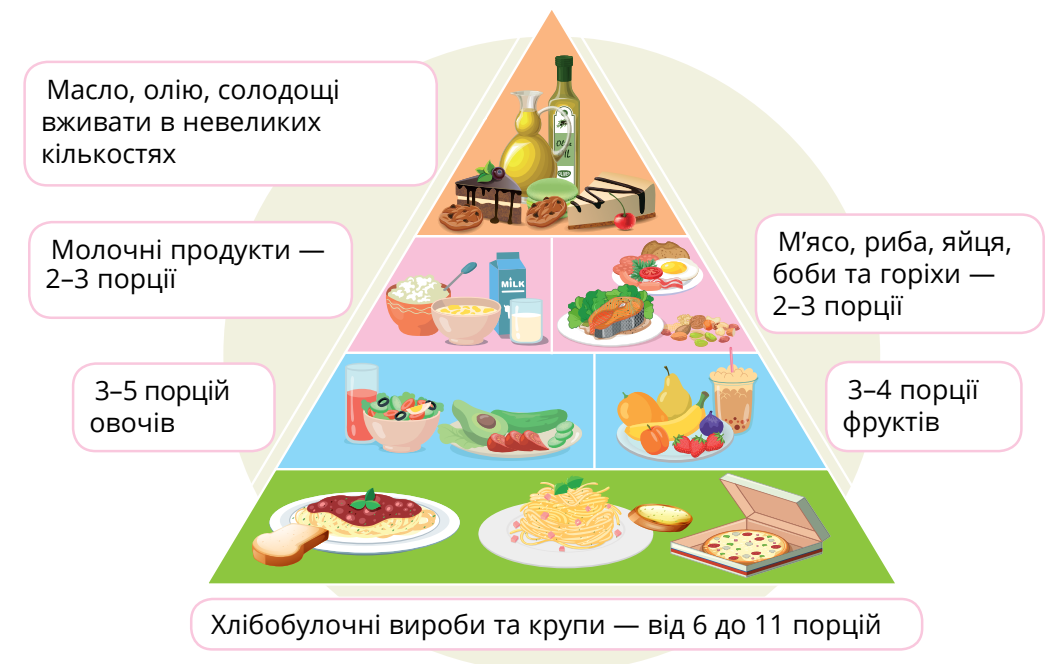 Масло, олію, солодощі
вживати в невеликих
кількостях
Молочні продукти —
2–3 порції
М’ясо, риба, яйця,
боби та горіхи —
2–3 порції
MILK
3–5 порцій
овочів
3–4 порції
фруктів
Хлібобулочні вироби та крупи — від 6 до 11 порцій